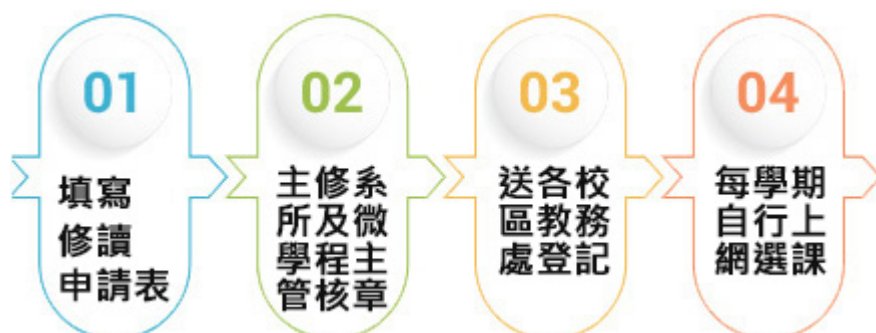 01
填寫
修讀
申請表
02
主修系
所及微
學程主
管核章
03
送各校
區教務
處登記
04
每學期
自行上
網選課